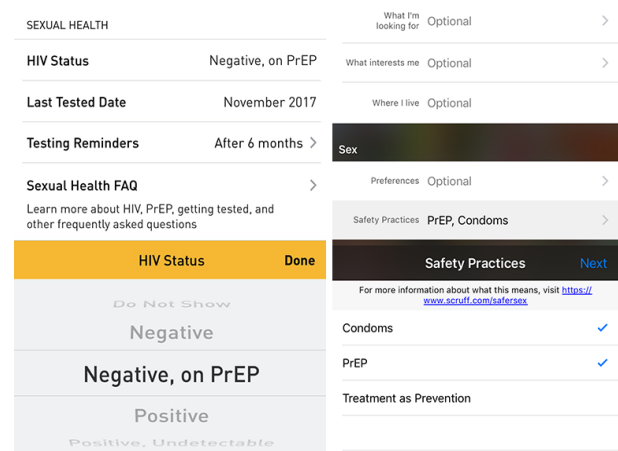 SEXUAL HEALTH
HIV Status Negative, on PrEP
Last Tested Date November 2017
Testing Reminders After 6 months
Sexual Health FAQ
Learn more about HIV, PrEP, getting tested, and
other frequently asked questions
HIV Status Done
Do Not Show
Negative
Negative, on PrEP
Positive
Positive, Undetectable
What I'm
looking for Optional
What interests me Optional
Where I live Optional
Sex
Preferences Optional
Safety Practices PrEP, Condoms
Safety Practices Next
For more information about what this means, visit https://
www.scruff.com/safersex
Condoms
PrEP
Treatment as Prevention